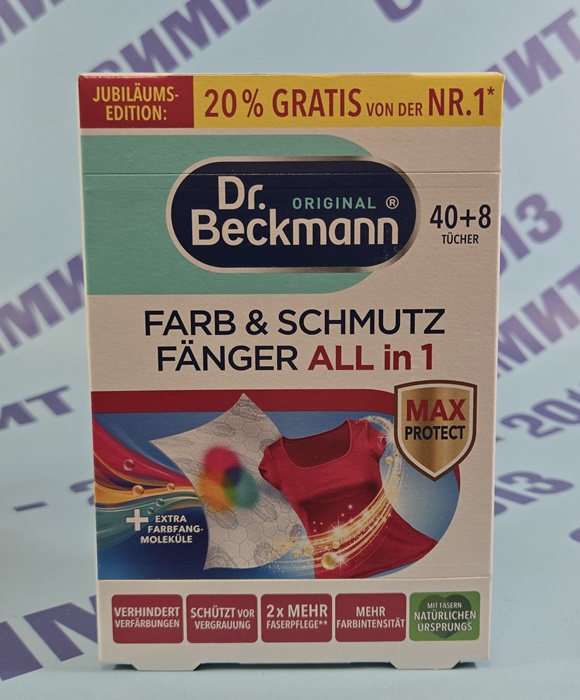 JUBILÄUMS-
EDITION:
20% GRATIS VON DER NR.1*
Dr.
ORIGINAL ®
Beckmann
40+8
TÜCHER
FARB & SCHMUTZ
FÄNGER ALL in 1
MAX
PROTECT
+ EXTRA
FARBFANG-
MOLEKÜLE
VERHINDERT
VERFÄRBUNGEN
SCHÜTZT VOR
VERGRAUUNG
2x MEHR
FASERPFLEGE**
MEHR
FARBINTENSITÄT
MIT FASERN
NATÜRLICHEN
URSPRUNGS